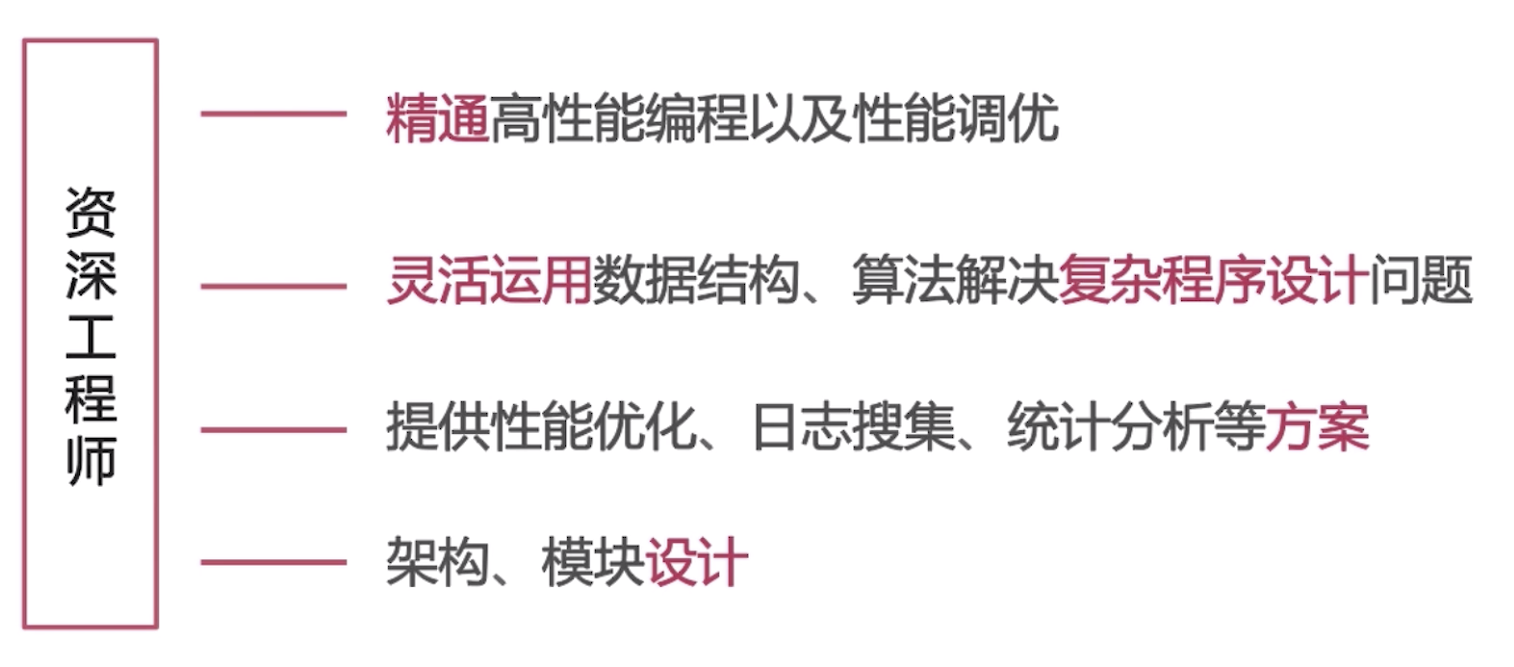 资深工程师
精通高性能编程以及性能调优
灵活运用数据结构、算法解决复杂程序设计问题
提供性能优化、日志搜集、统计分析等方案
架构、模块设计